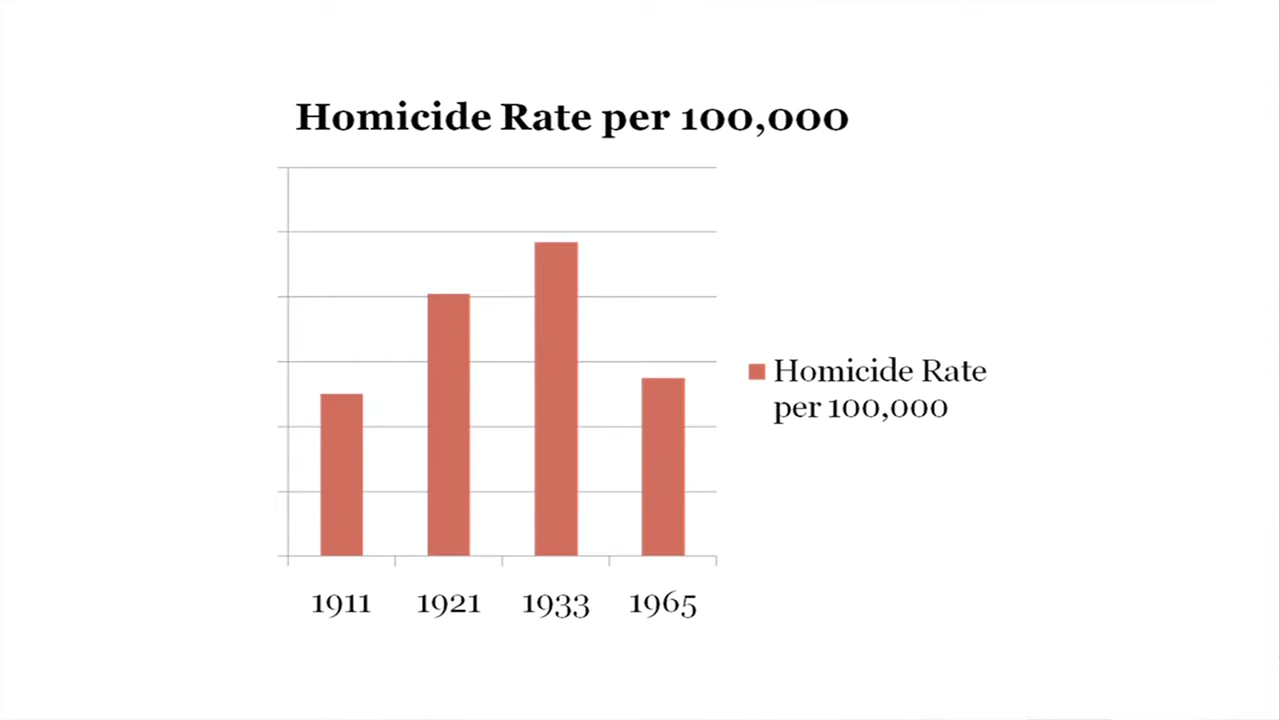 Homicide Rate per 100,000
Homicide Rate
per 100,000
1911 1921 1933 1965